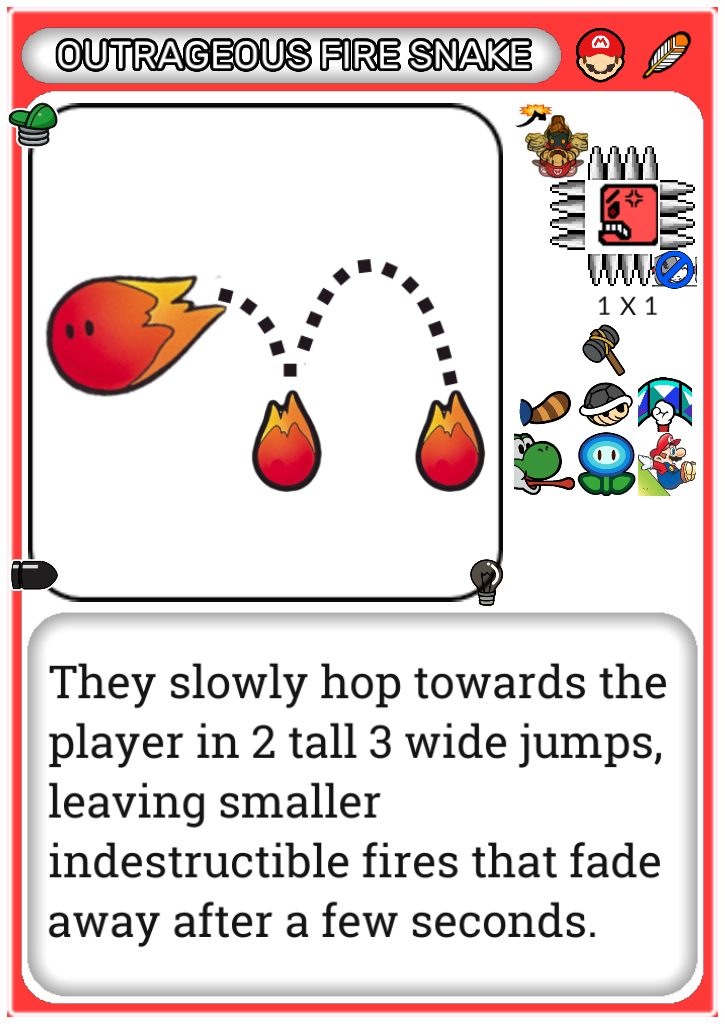 OUTRAGEOUS FIRE SNAKE
1 X 1
They slowly hop towards the
player in 2 tall 3 wide jumps,
leaving smaller
indestructible fires that fade
away after a few seconds.